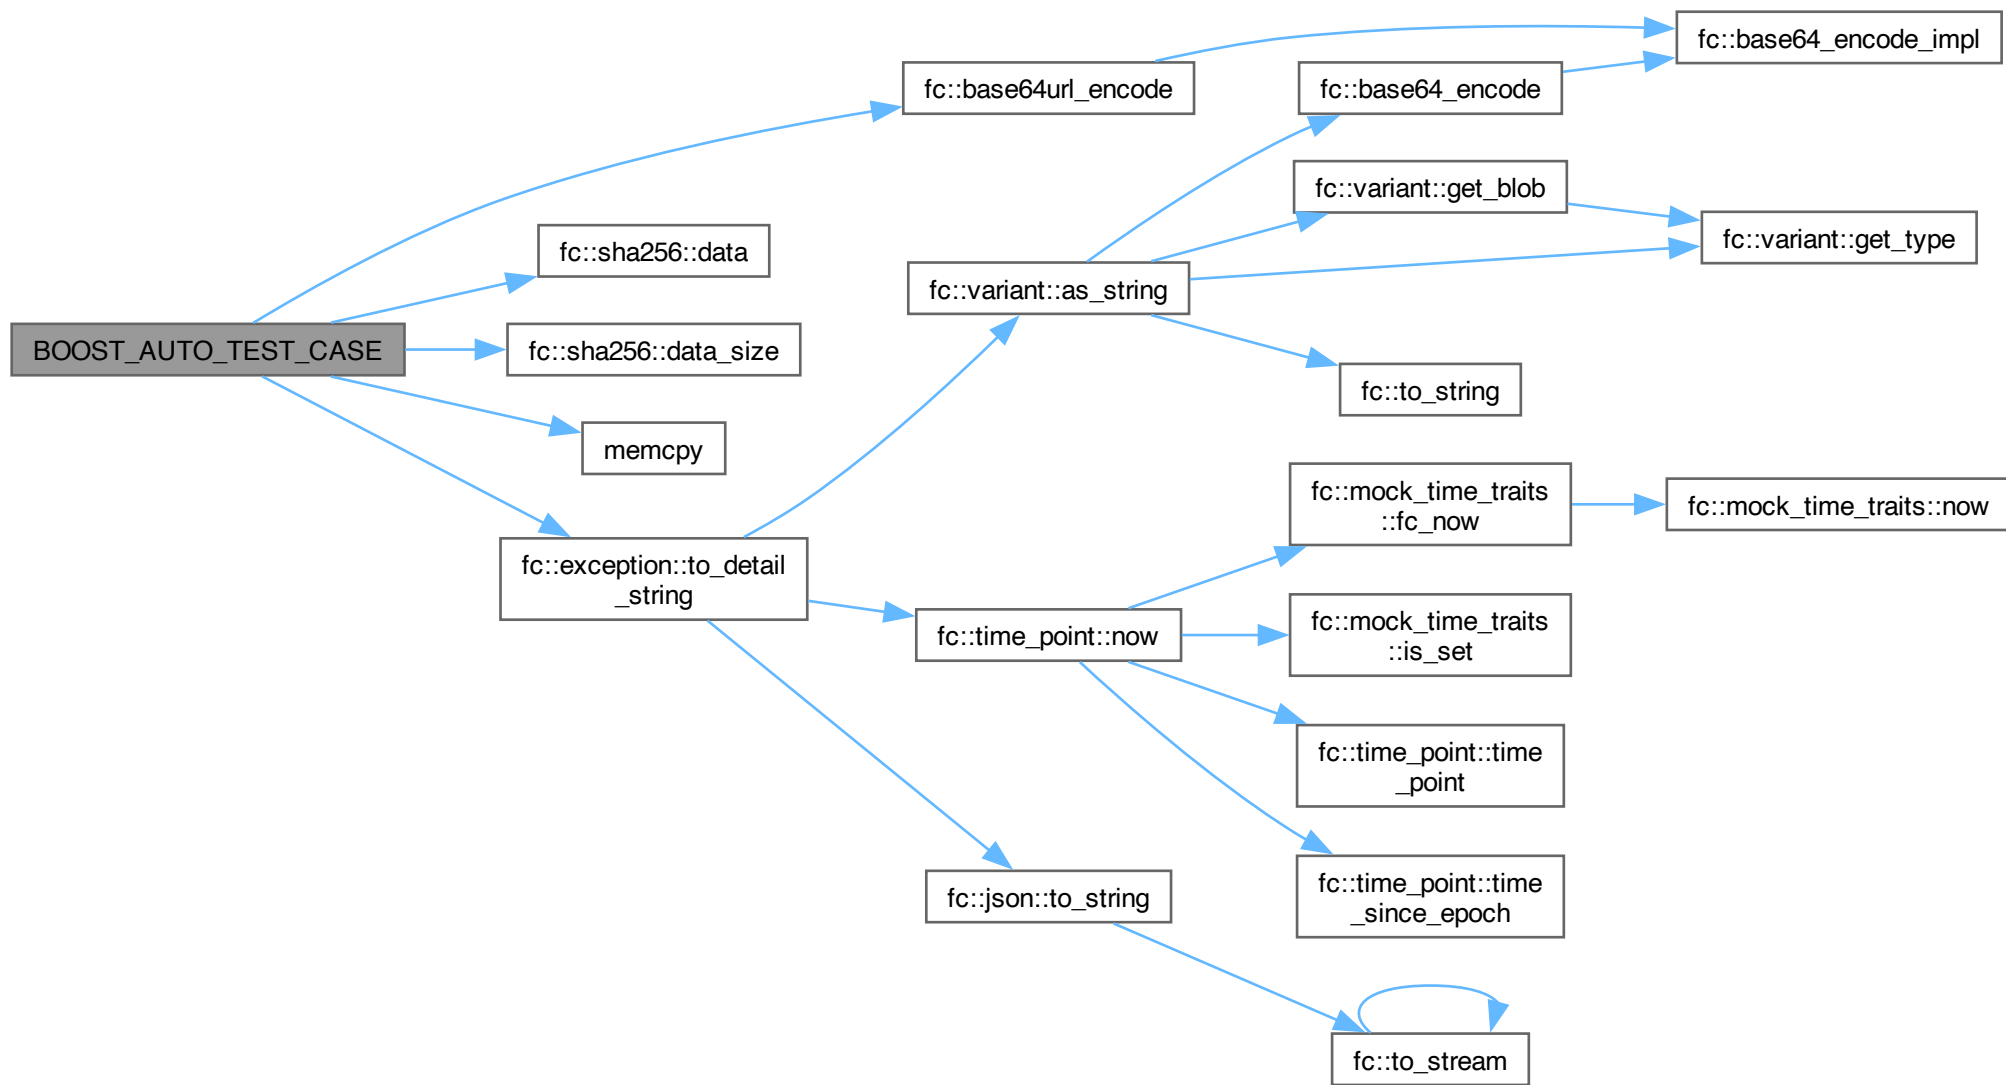 fc::base64_encode_impl
fc::base64url_encode
fc::base64_encode
fc::variant::get_blob
fc::sha256::data
fc::variant::get_type
fc::variant::as_string
BOOST_AUTO_TEST_CASE
fc::sha256::data_size
fc::to_string
memcpy
fc::mock_time_traits
::fc_now
fc::mock_time_traits::now
fc::exception::to_detail
_string
fc::time_point::now
fc::mock_time_traits
::is_set
fc::time_point::time
_point
fc::json::to_string
fc::time_point::time
_since_epoch
fc::to_stream